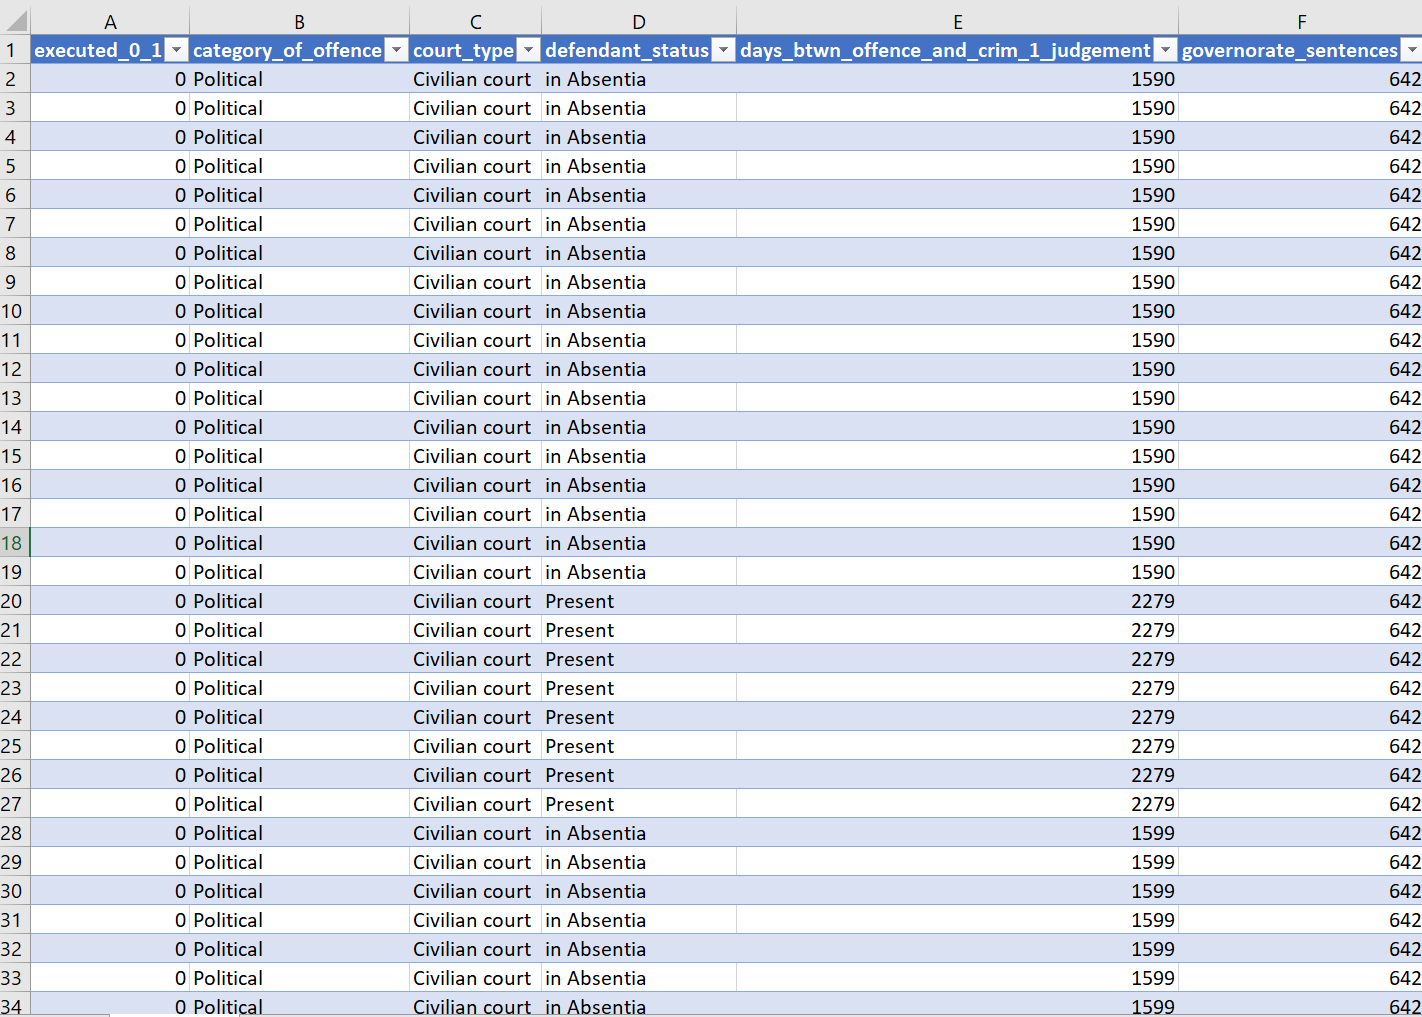 A B C D E F
1 executed_0_1 category_of_offence court_type defendant_status days_btwn_offence_and_crim_1_judgement governorate_sentences
2 0 Political Civilian court in Absentia 1590 642
3 0 Political Civilian court in Absentia 1590 642
4 0 Political Civilian court in Absentia 1590 642
5 0 Political Civilian court in Absentia 1590 642
6 0 Political Civilian court in Absentia 1590 642
7 0 Political Civilian court in Absentia 1590 642
8 0 Political Civilian court in Absentia 1590 642
9 0 Political Civilian court in Absentia 1590 642
10 0 Political Civilian court in Absentia 1590 642
11 0 Political Civilian court in Absentia 1590 642
12 0 Political Civilian court in Absentia 1590 642
13 0 Political Civilian court in Absentia 1590 642
14 0 Political Civilian court in Absentia 1590 642
15 0 Political Civilian court in Absentia 1590 642
16 0 Political Civilian court in Absentia 1590 642
17 0 Political Civilian court in Absentia 1590 642
18 0 Political Civilian court in Absentia 1590 642
19 0 Political Civilian court in Absentia 1590 642
20 0 Political Civilian court Present 2279 642
21 0 Political Civilian court Present 2279 642
22 0 Political Civilian court Present 2279 642
23 0 Political Civilian court Present 2279 642
24 0 Political Civilian court Present 2279 642
25 0 Political Civilian court Present 2279 642
26 0 Political Civilian court Present 2279 642
27 0 Political Civilian court Present 2279 642
28 0 Political Civilian court in Absentia 1599 642
29 0 Political Civilian court in Absentia 1599 642
30 0 Political Civilian court in Absentia 1599 642
31 0 Political Civilian court in Absentia 1599 642
32 0 Political Civilian court in Absentia 1599 642
33 0 Political Civilian court in Absentia 1599 642
34 0 Political Civilian court in Absentia 1599 642